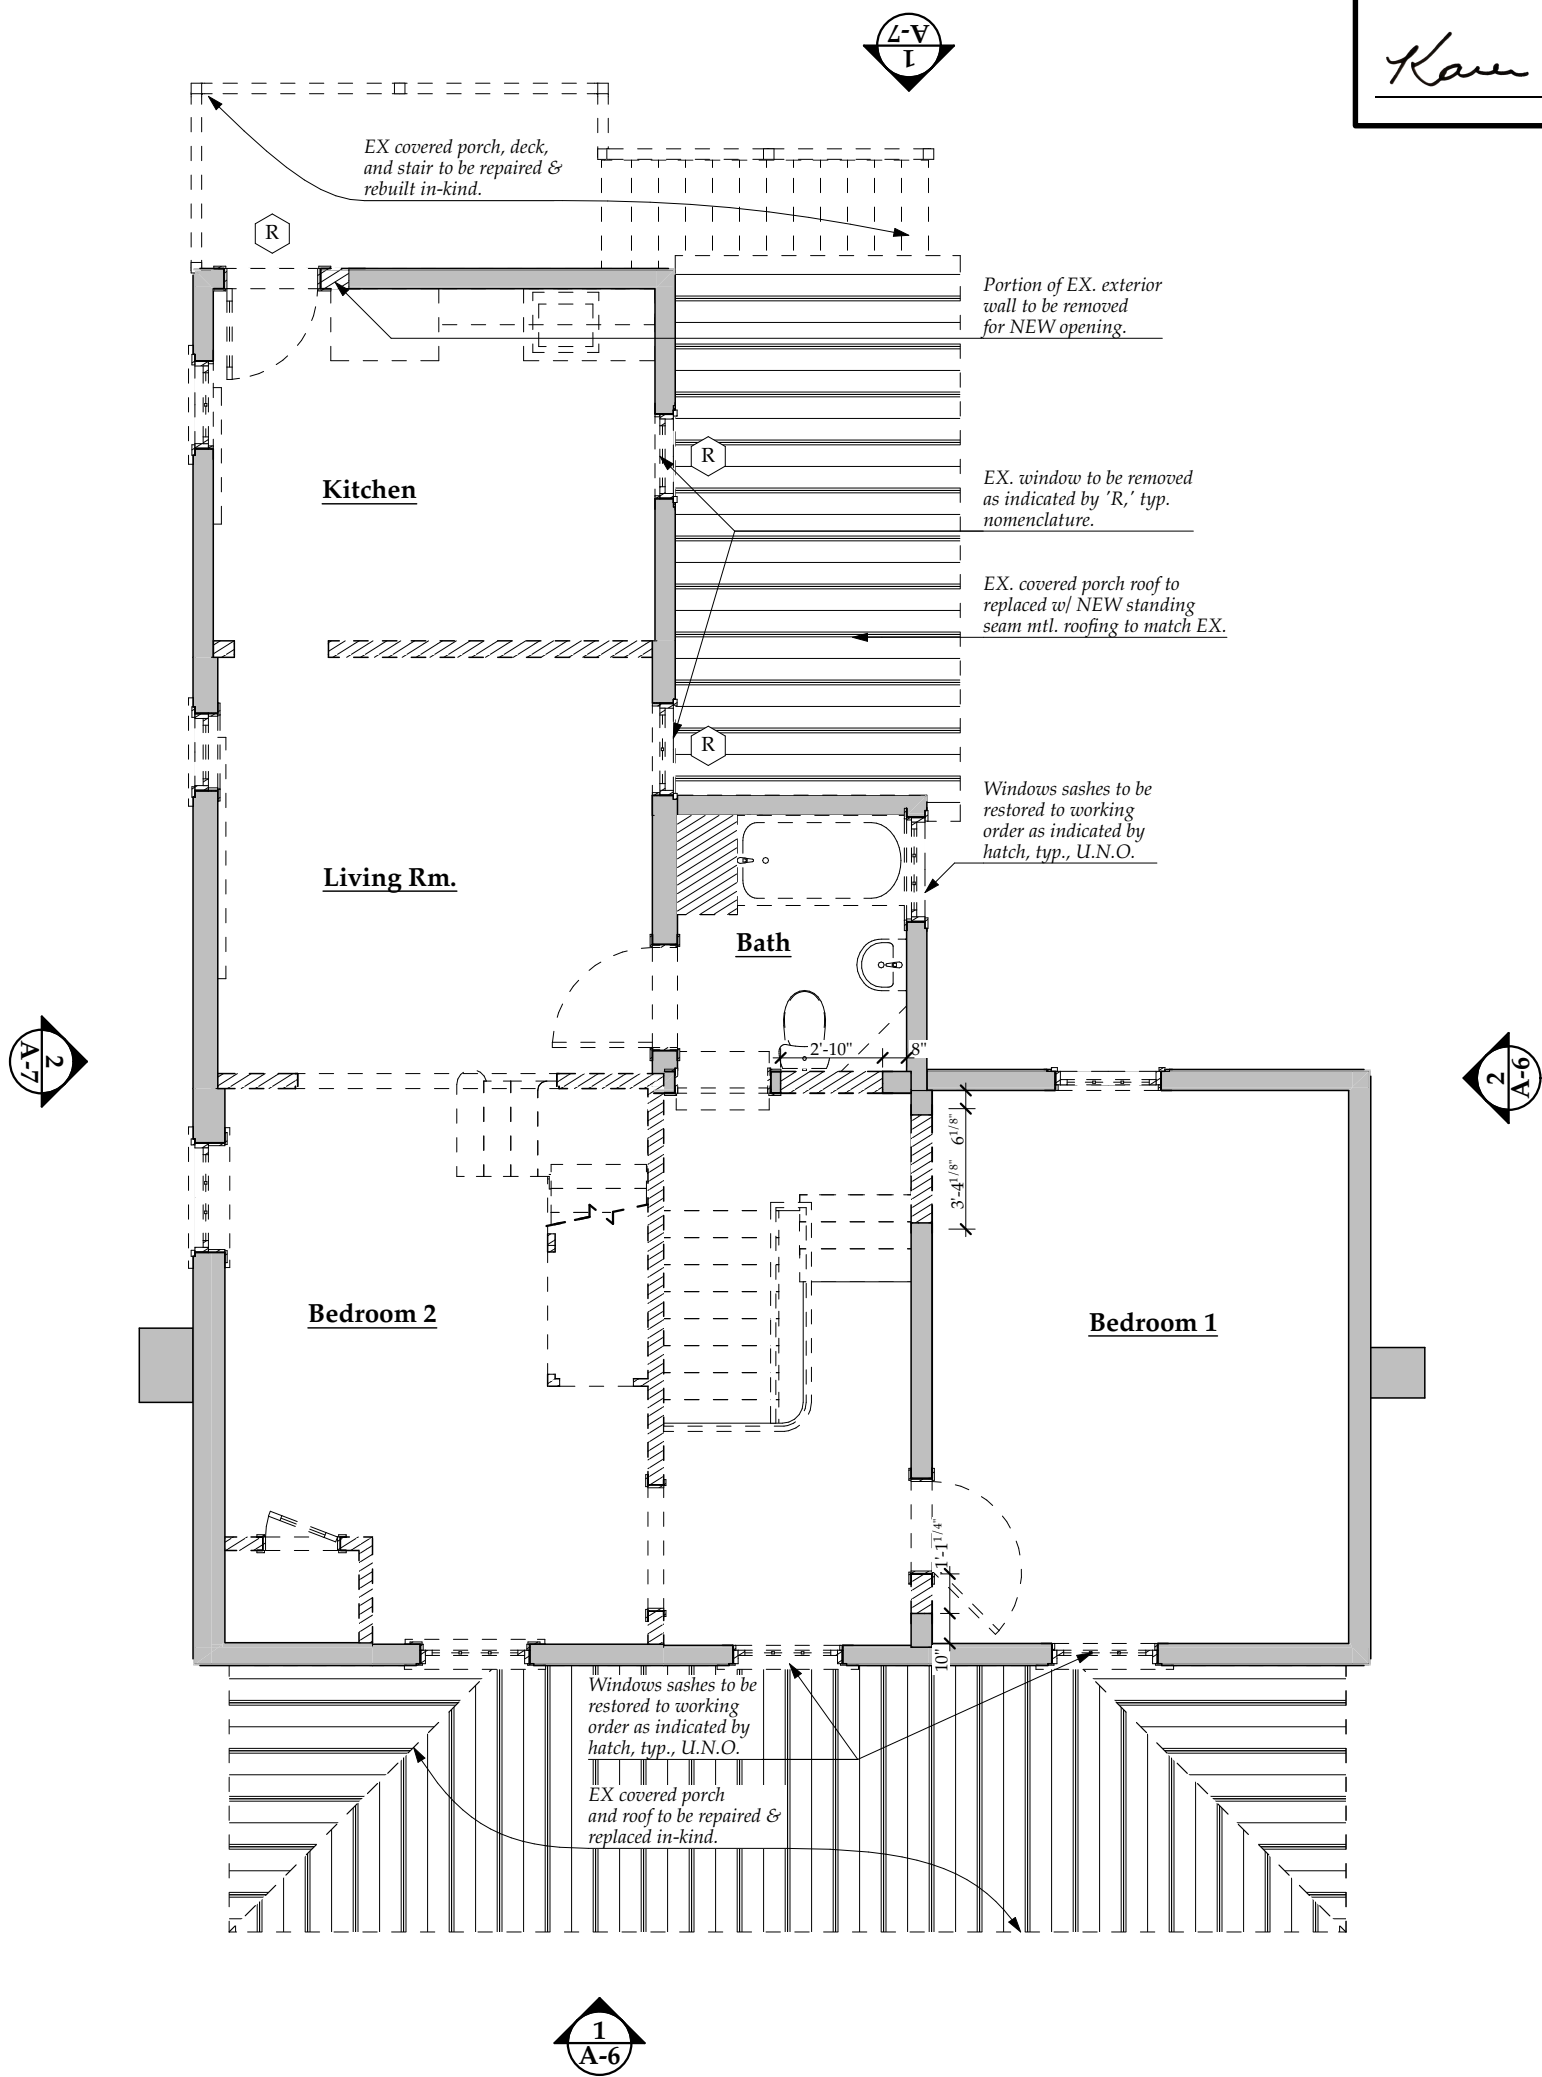 1
A-7
Karen
EX covered porch, deck,
and stair to be repaired &
rebuilt in-kind.
R
Portion of EX. exterior
wall to be removed
for NEW opening.
R
Kitchen
EX. window to be removed
as indicated by 'R,' typ.
nomenclature.
EX. covered porch roof to
replaced w/ NEW standing
seam mtl. roofing to match EX.
R
Windows sashes to be
restored to working
order as indicated by
hatch, typ., U.N.O.
Living Rm.
Bath
2
A-7
2'-10"
8"
2
A-6
6 1/8"
3'-4 1/8"
Bedroom 2
Bedroom 1
1'-1 1/4"
10"
Windows sashes to be
restored to working
order as indicated by
hatch, typ., U.N.O.
EX covered porch
and roof to be repaired &
replaced in-kind.
1
A-6